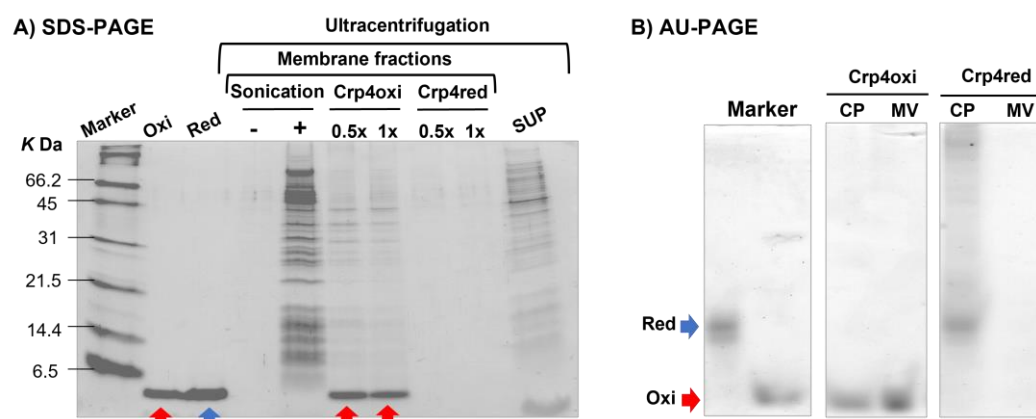 A) SDS-PAGE
Ultracentrifugation
Membrane fractions
Sonication Crp4oxi Crp4red
Marker Oxi Red - + 0.5x 1x 0.5x 1x SUP
K Da
66.2
45
31
21.5
14.4
6.5
B) AU-PAGE
Crp4oxi Crp4red
Marker CP MV CP MV
Red
Oxi